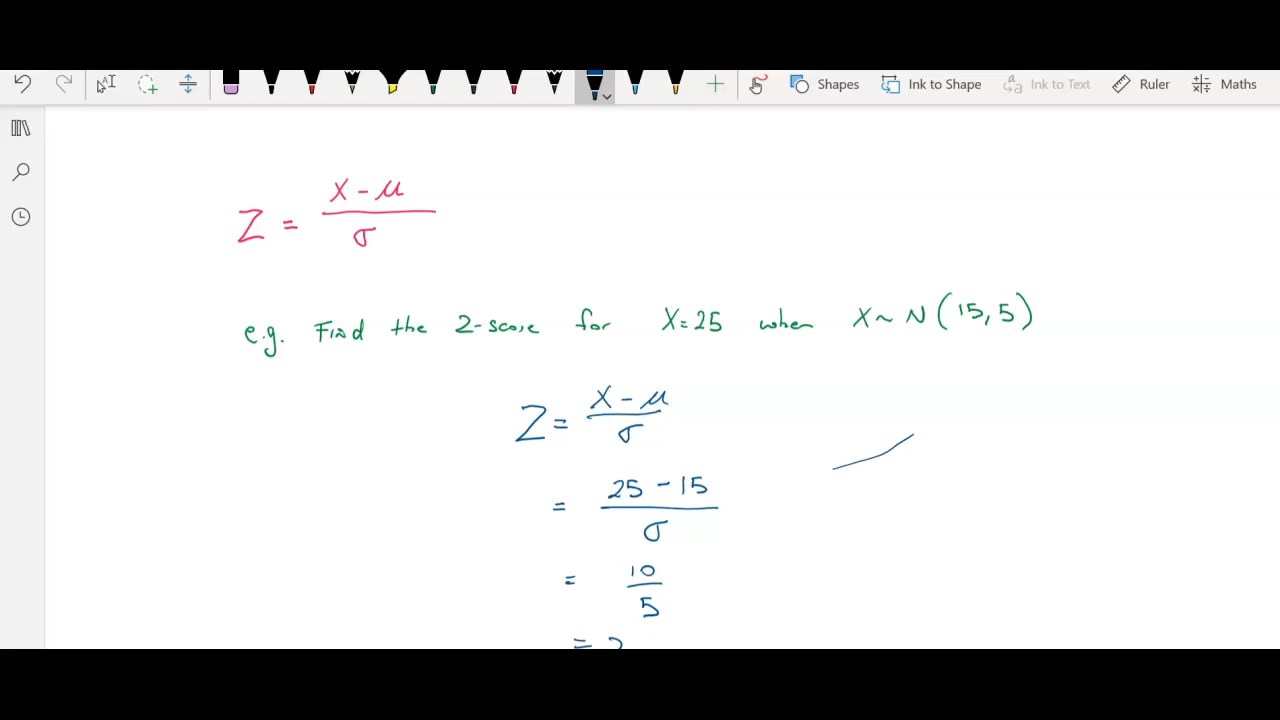 Shapes Ink to Shape Ink to Text Ruler Maths
X - μ
Z =
σ
e.g. Find the Z-score for X=25 when X~ N (15,5)
X - μ
Z=
σ
25 - 15
=
σ
10
=
5
= 2